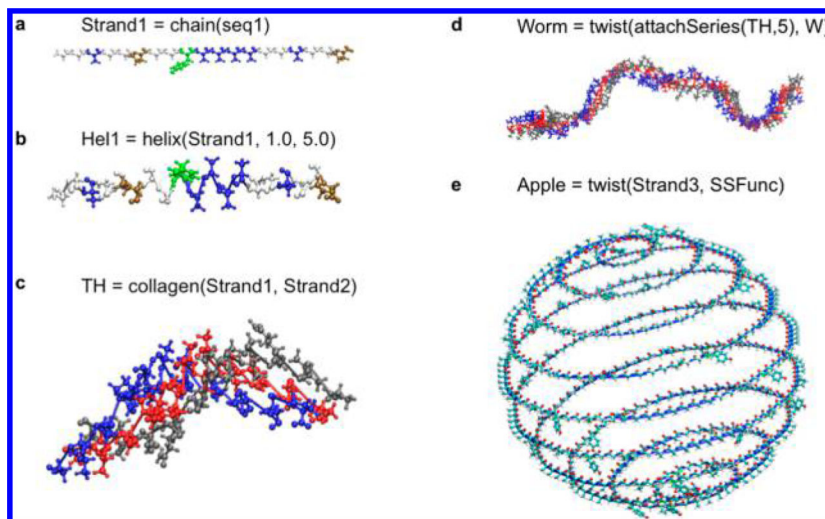 a Strand1 = chain(seq1)
b Hel1 = helix(Strand1, 1.0, 5.0)
c TH = collagen(Strand1, Strand2)
d Worm = twist(attachSeries(TH,5), W)
e Apple = twist(Strand3, SSFunc)